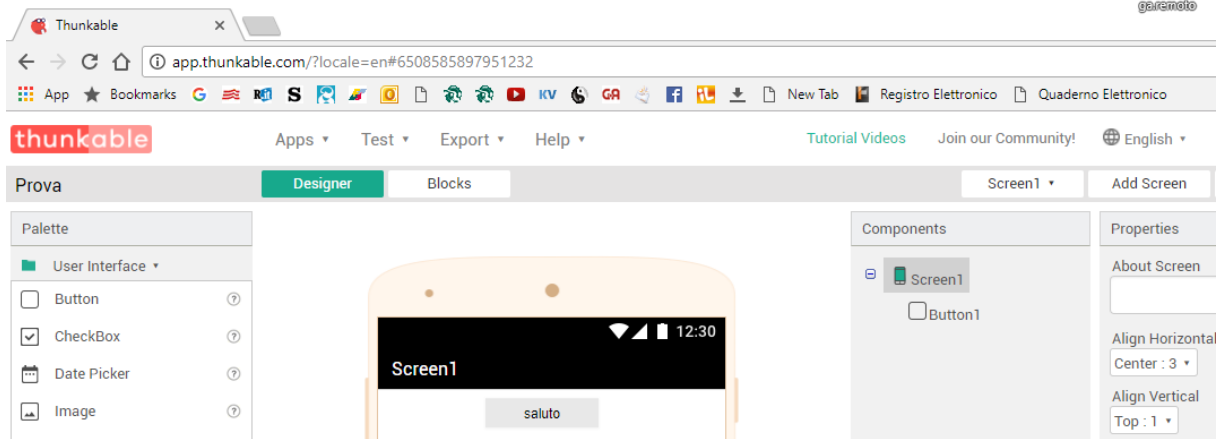 ga.remoto
Thunkable
app.thunkable.com/?locale=en#6508585897951232
App Bookmarks New Tab Registro Elettronico Quaderno Elettronico
thunkable Apps Test Export Help Tutorial Videos Join our Community! English
Prova Designer Blocks Screen1 Add Screen
Palette Components Properties
User Interface About Screen
Screen1
Button
Button1
12:30
CheckBox
Align Horizontal
Center : 3
Screen1
Date Picker
Align Vertical
Image
saluto
Top : 1